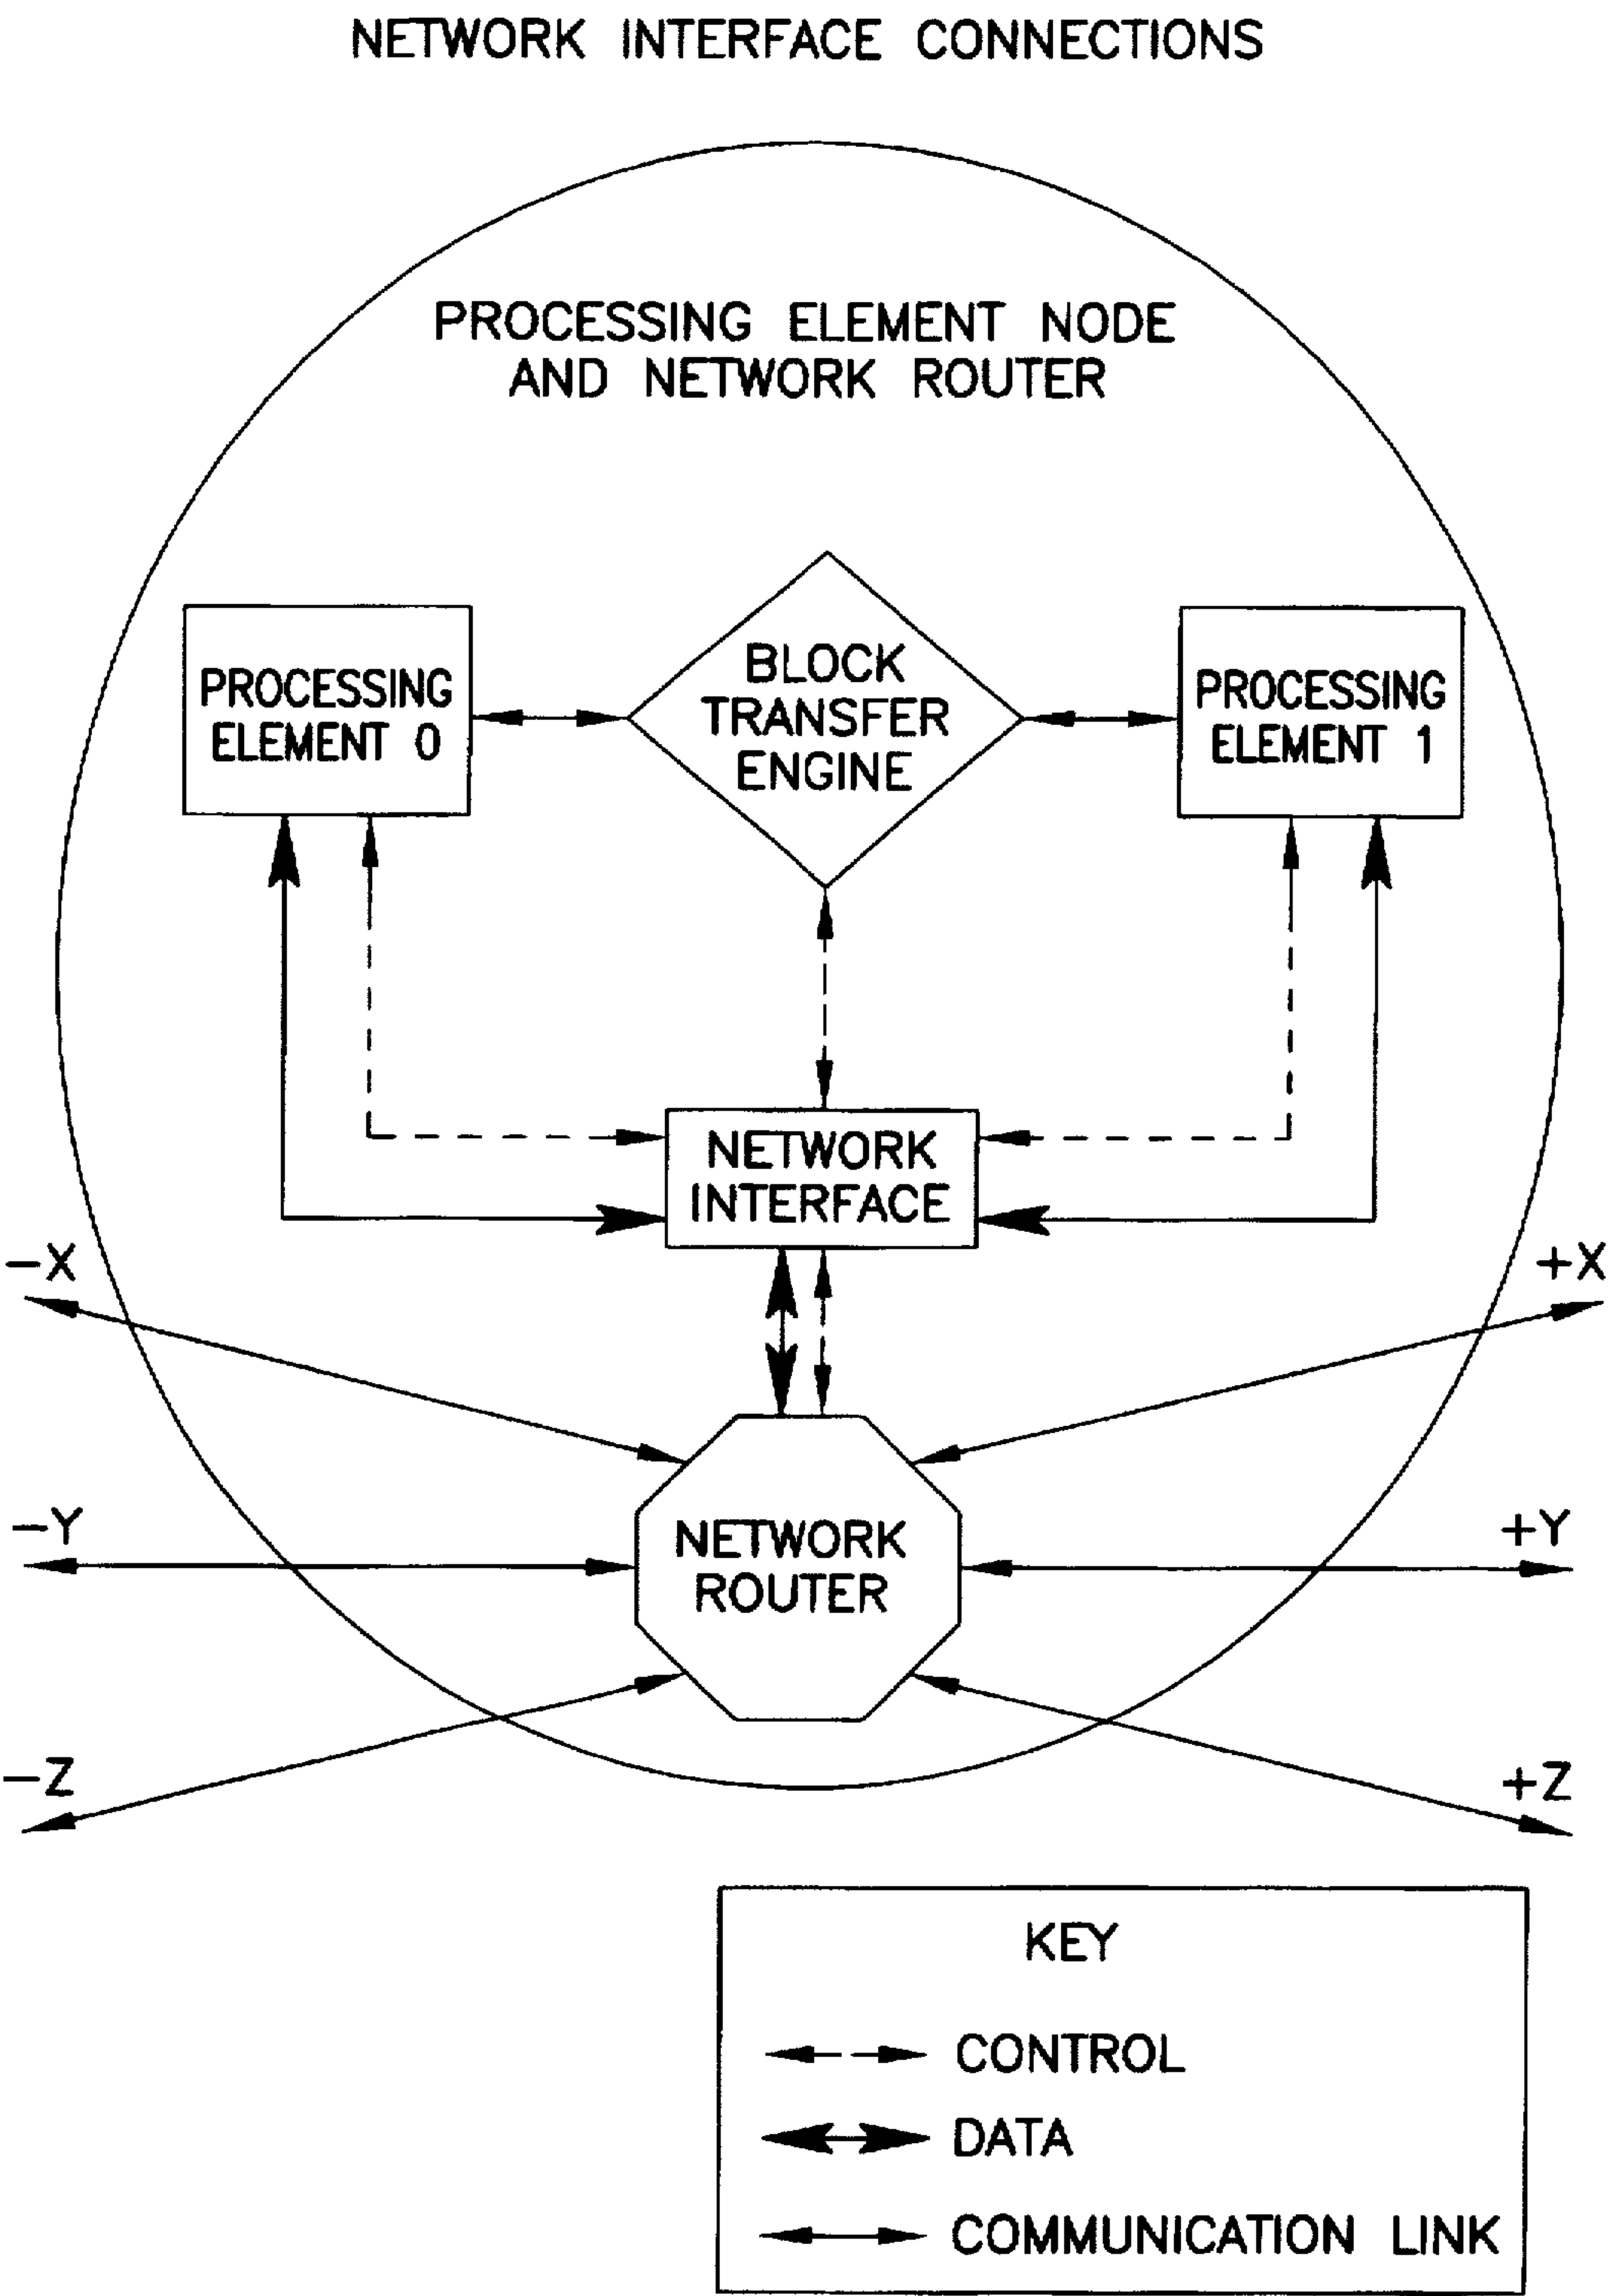 NETWORK INTERFACE CONNECTIONS
PROCESSING ELEMENT NODE
AND NETWORK ROUTER
PROCESSING
ELEMENT 0
BLOCK
TRANSFER
ENGINE
PROCESSING
ELEMENT 1
NETWORK
INTERFACE
-X
+X
-Y
+Y
NETWORK
ROUTER
-Z
+Z
KEY
CONTROL
DATA
COMMUNICATION LINK